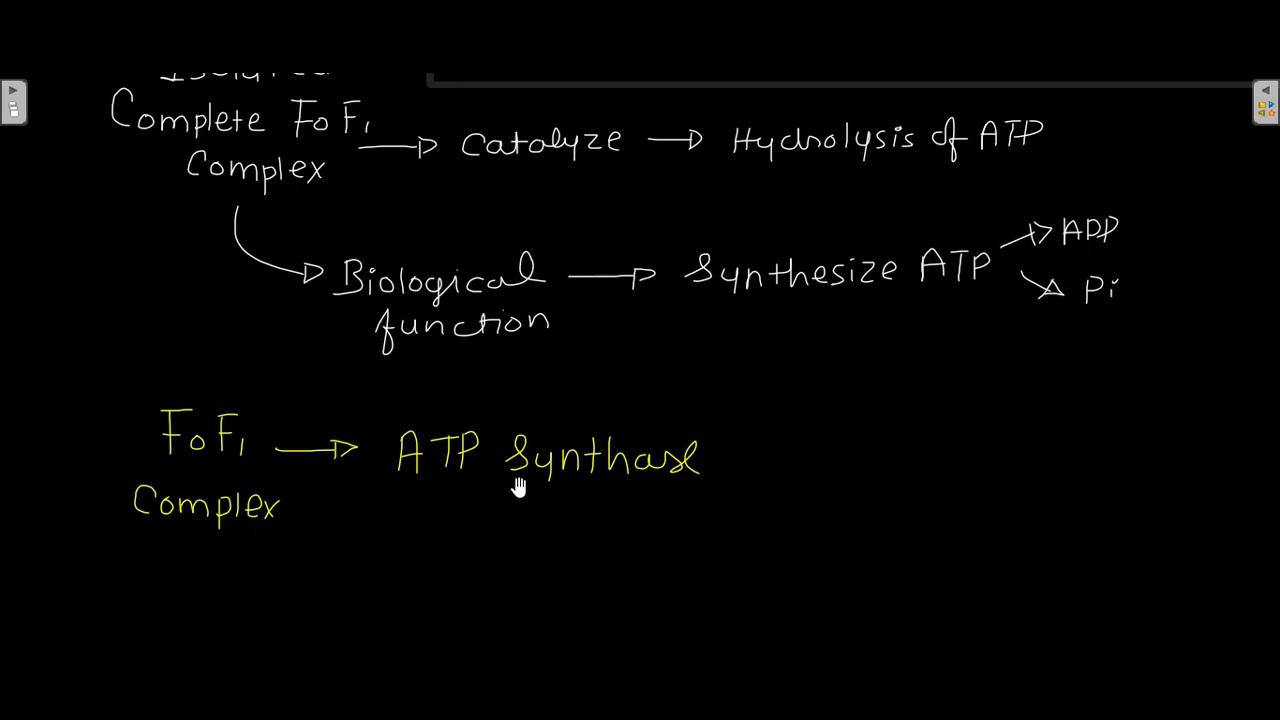 Complete FoF1
Complex
Catalyze
Hydrolysis of ATP
Biological
function
Synthesize ATP
ADP
Pi
FoF1
Complex
ATP Synthase